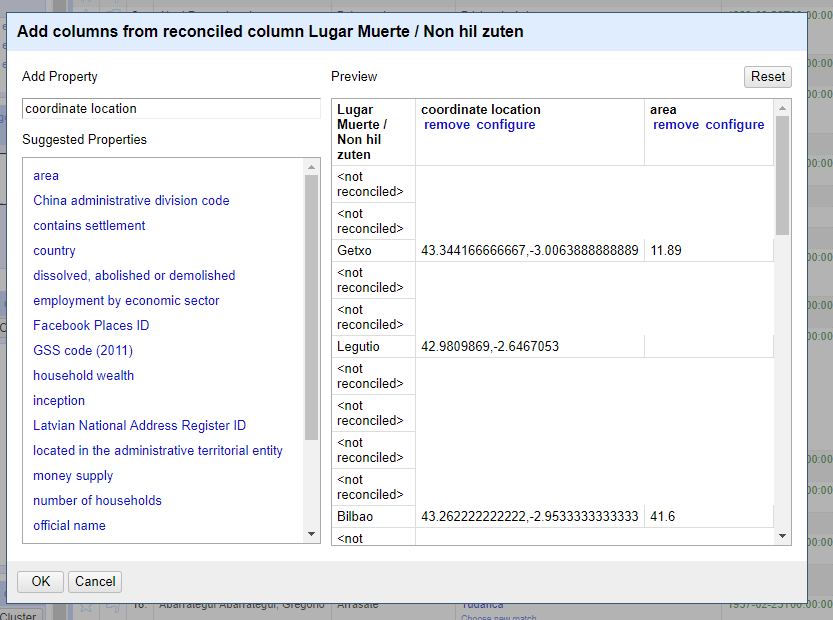 Add columns from reconciled column Lugar Muerte / Non hil zuten
Add Property
coordinate location
Suggested Properties
area
China administrative division code
contains settlement
country
dissolved, abolished or demolished
employment by economic sector
Facebook Places ID
GSS code (2011)
household wealth
inception
Latvian National Address Register ID
located in the administrative territorial entity
money supply
number of households
official name
Preview
Reset
Lugar Muerte / Non hil zuten
coordinate location
area
remove configure
remove configure
<not reconciled>
<not reconciled>
Getxo 43.344166666667,-3.0063888888889 11.89
<not reconciled>
<not reconciled>
Legutio 42.9809869,-2.6467053
<not reconciled>
<not reconciled>
<not reconciled>
<not reconciled>
Bilbao 43.262222222222,-2.9533333333333 41.6
<not
OK Cancel
Cluster
Choose new match